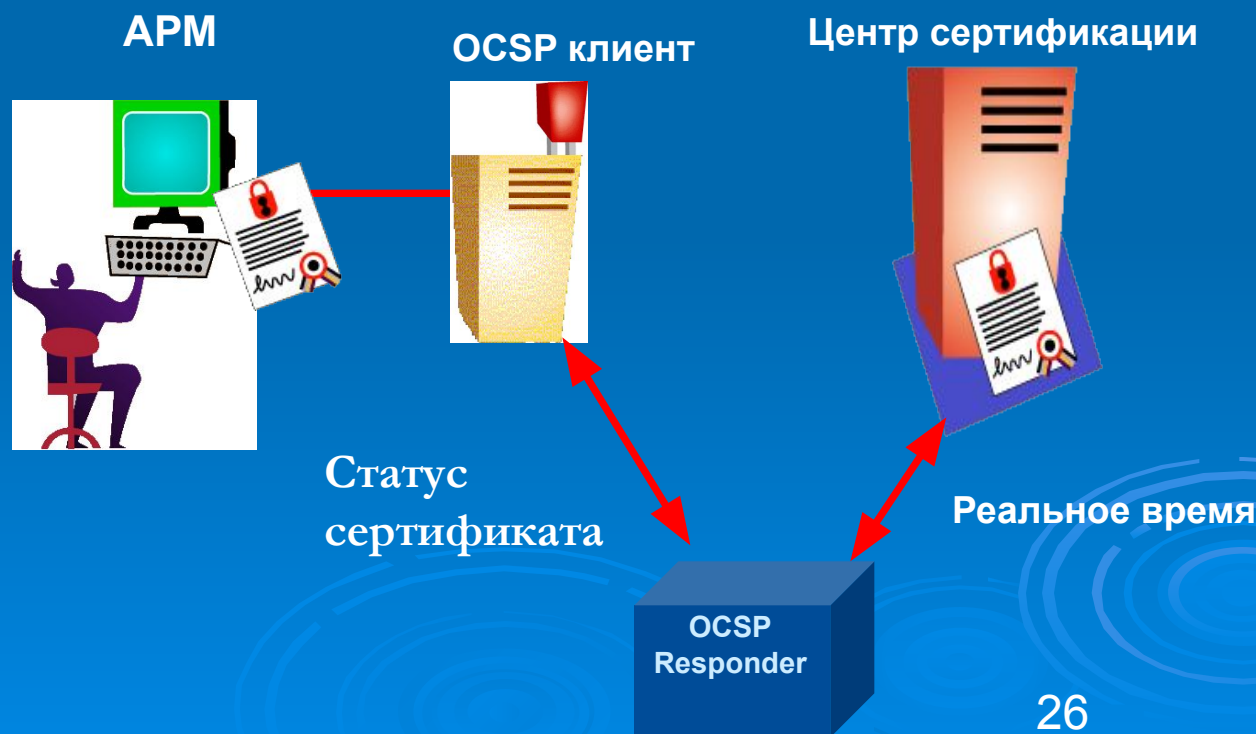 АРМ
OCSP клиент
Центр сертификации
Статус
сертификата
Реальное время
OCSP
Responder
26